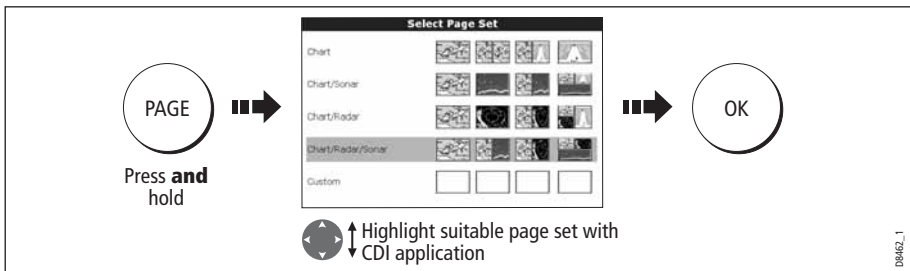 Select Page Set
Chart
Chart/Sonar
Chart/Radar
Chart/Radar/Sonar
Custom
PAGE
Press and
hold
OK
Highlight suitable page set with
CDI application
D8462_1